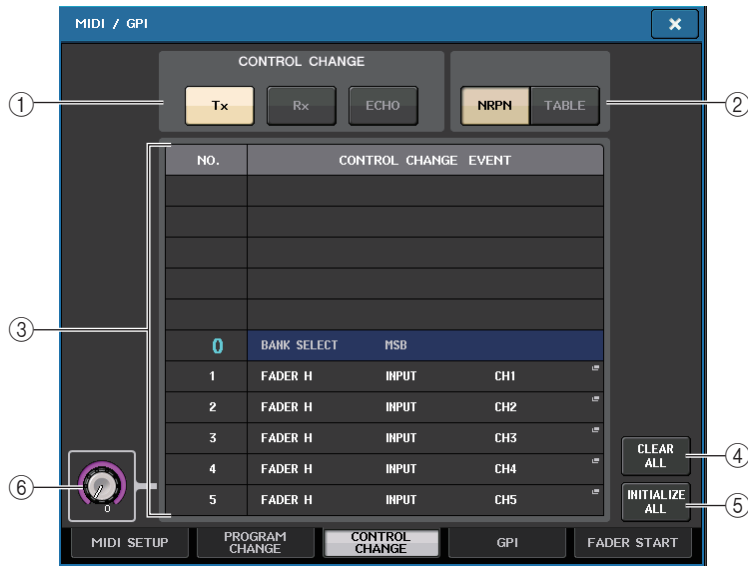 MIDI / GPI
CONTROL CHANGE
Tx Rx ECHO NRPN TABLE
① ②
NO. CONTROL CHANGE EVENT
③
0 BANK SELECT MSB
1 FADER H INPUT CH1
2 FADER H INPUT CH2
3 FADER H INPUT CH3
4 FADER H INPUT CH4
5 FADER H INPUT CH5
CLEAR
ALL
④
INITIALIZE
ALL
⑤
⑥
0
MIDI SETUP
PROGRAM
CHANGE
CONTROL
CHANGE
GPI
FADER START